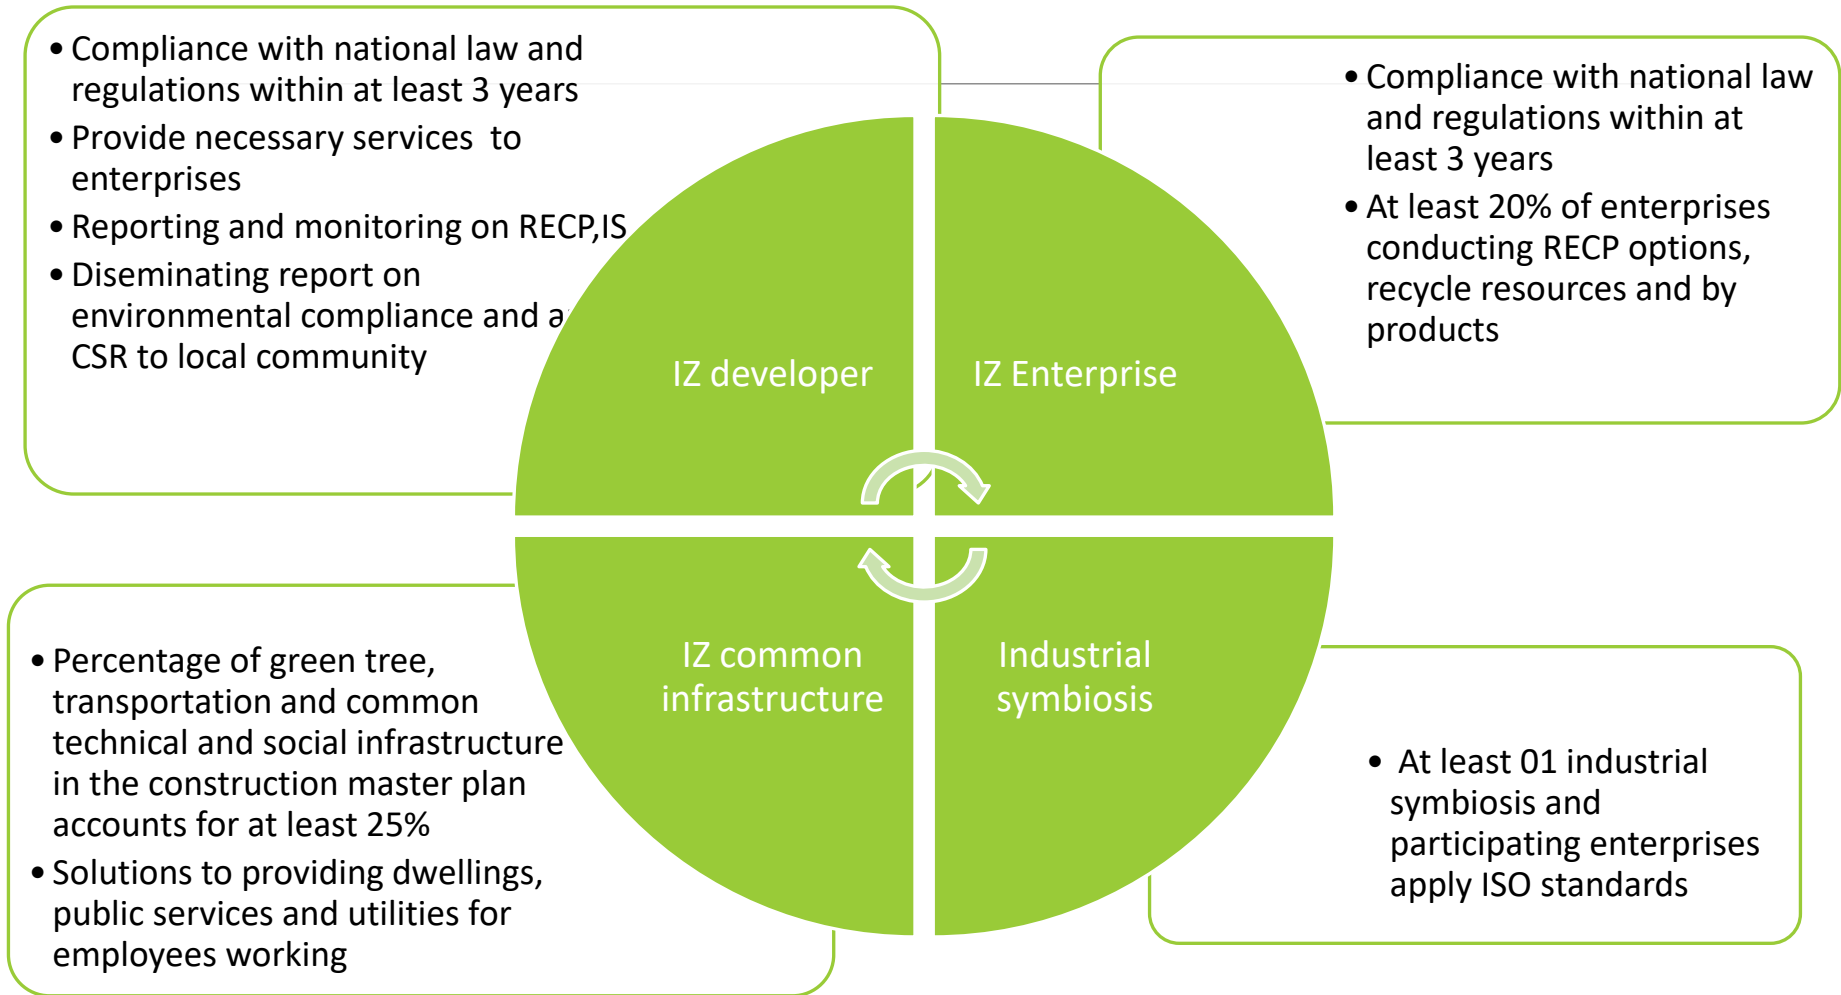 • Compliance with national law and
regulations within at least 3 years
• Provide necessary services to
enterprises
• Reporting and monitoring on RECP,IS
• Diseminating report on
environmental compliance and
CSR to local community
• Compliance with national law
and regulations within at
least 3 years
• At least 20% of enterprises
conducting RECP options,
recycle resources and by
products
IZ developer
IZ Enterprise
IZ common
infrastructure
Industrial
symbiosis
• Percentage of green tree,
transportation and common
technical and social infrastructure
in the construction master plan
accounts for at least 25%
• Solutions to providing dwellings,
public services and utilities for
employees working
• At least 01 industrial
symbiosis and
participating enterprises
apply ISO standards